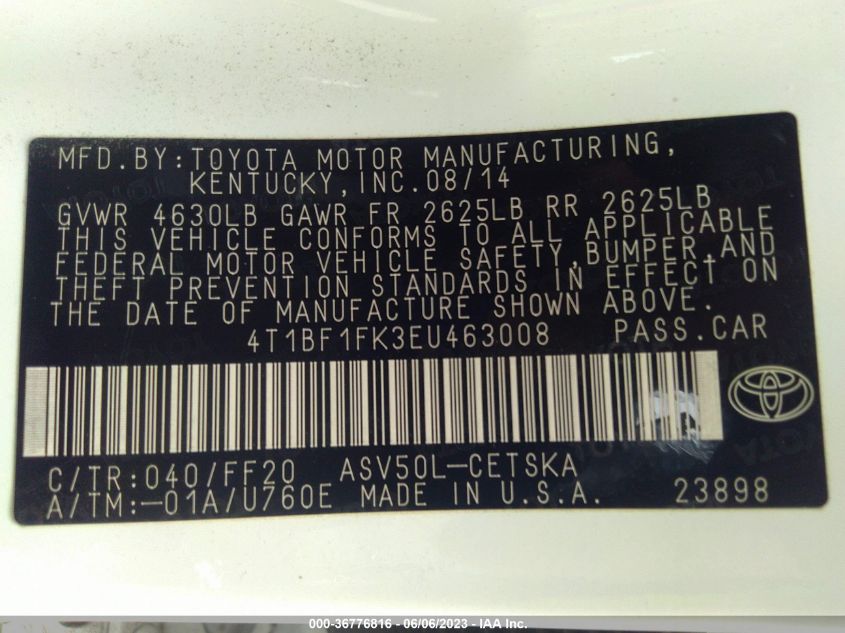 MFD.BY:TOYOTA MOTOR MANUFACTURING,
KENTUCKY, INC.08/14
GVWR 4630LB GAWR FR 2625LB RR 2625LB
THIS VEHICLE CONFORMS TO ALL APPLICABLE
FEDERAL MOTOR VEHICLE SAFETY,BUMPER,AND
THEFT PREVENTION STANDARDS IN EFFECT ON
THE DATE OF MANUFACTURE SHOWN ABOVE.
4T1BF1FK3EU463008 PASS.CAR
C/TR:040/FF20 ASV50L-CETSKA
A/TM:-01A/U760E MADE IN U.S.A. 23898
000-36776816 - 06/06/2023 - IAA Inc.